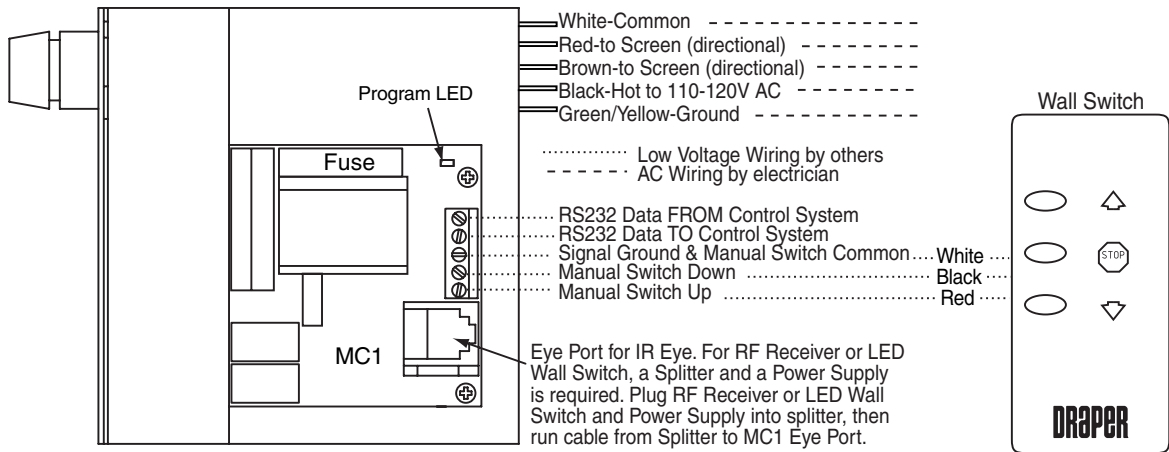 White-Common
Red-to Screen (directional)
Brown-to Screen (directional)
Black-Hot to 110-120V AC
Green/Yellow-Ground
Program LED
Wall Switch
Fuse
Low Voltage Wiring by others
AC Wiring by electrician
RS232 Data FROM Control System
RS232 Data TO Control System
Signal Ground & Manual Switch Common
White
Manual Switch Down
Black
Manual Switch Up
Red
STOP
MC1
Eye Port for IR Eye. For RF Receiver or LED
Wall Switch, a Splitter and a Power Supply
is required. Plug RF Receiver or LED Wall
Switch and Power Supply into splitter, then
run cable from Splitter to MC1 Eye Port.
DRAPER